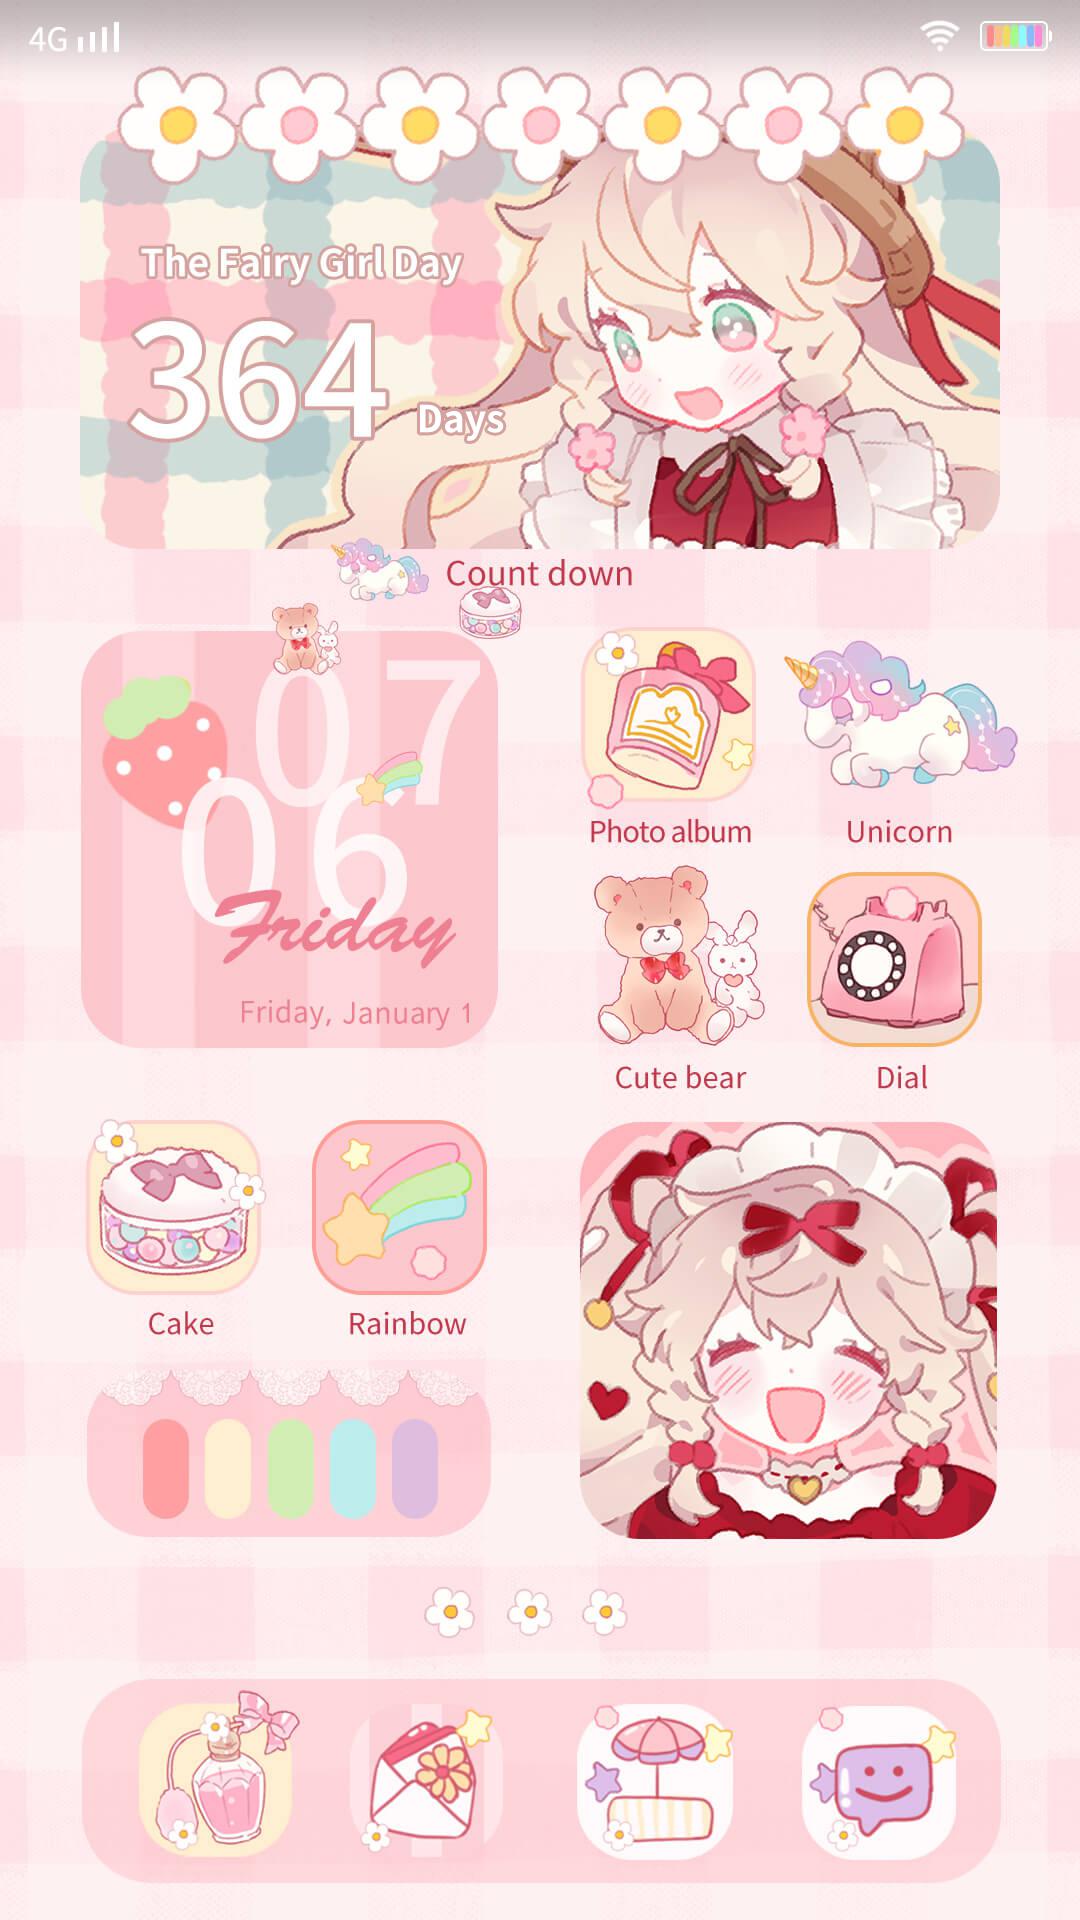 4G
The Fairy Girl Day
364 Days
Count down
07
06
Friday
Friday, January 1
Photo album
Unicorn
Cute bear
Dial
Cake
Rainbow